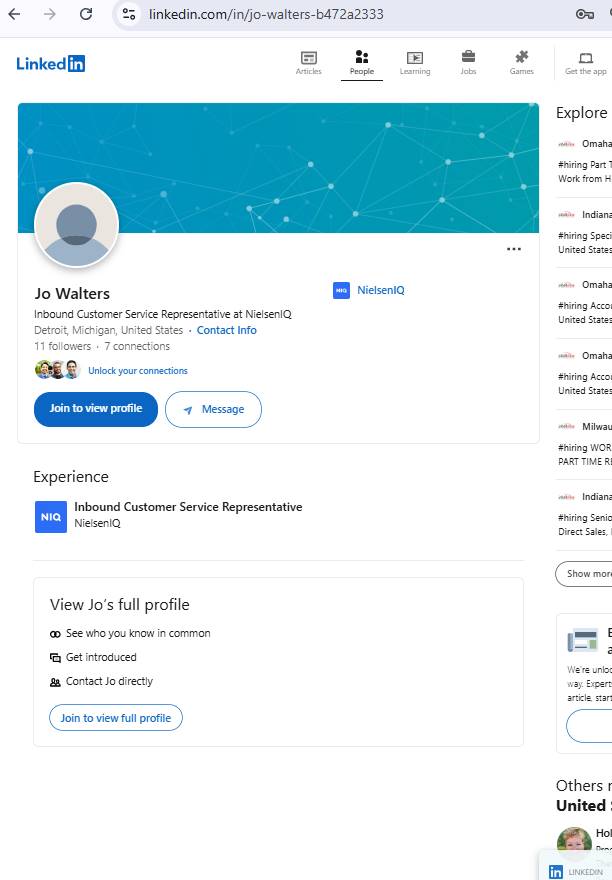 linkedin.com/in/jo-walters-b472a2333
LinkedIn
Articles
People
Learning
Jobs
Games
Get the app
Jo Walters
NIQ NielsenIQ
Inbound Customer Service Representative at NielsenIQ
Detroit, Michigan, United States · Contact Info
11 followers · 7 connections
Unlock your connections
Join to view profile
Message
Experience
NIQ
Inbound Customer Service Representative
NielsenIQ
View Jo's full profile
See who you know in common
Get introduced
Contact Jo directly
Join to view full profile
Explore
Omaha
#hiring Part T
Work from H
Indiana
#hiring Speci
United States
Omaha
#hiring Acco
United States
Omaha
#hiring Acco
United States
Milwau
#hiring WOR
PART TIME R
Indiana
#hiring Senio
Direct Sales,
Show more
We're unloc
way. Expert
article, start
Others n
United S
Hol
LINKEDIN